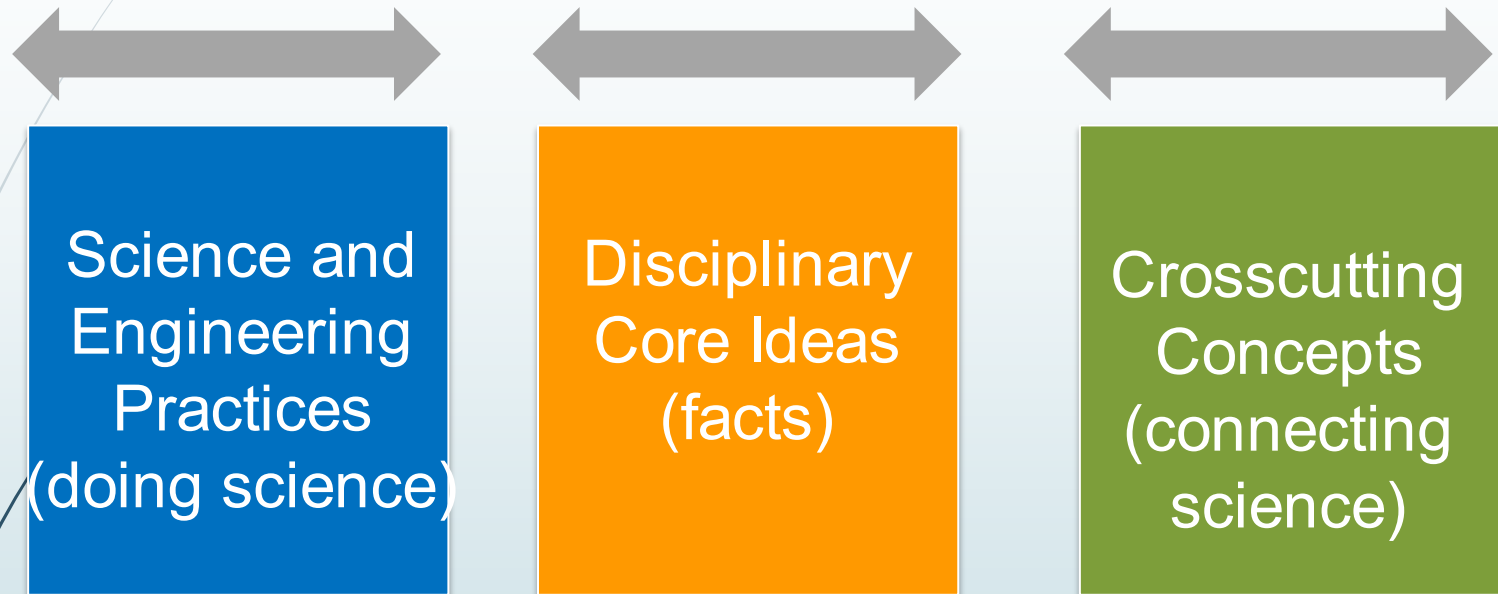 Science and
Engineering
Practices
(doing science)
Disciplinary
Core Ideas
(facts)
Crosscutting
Concepts
(connecting
science)